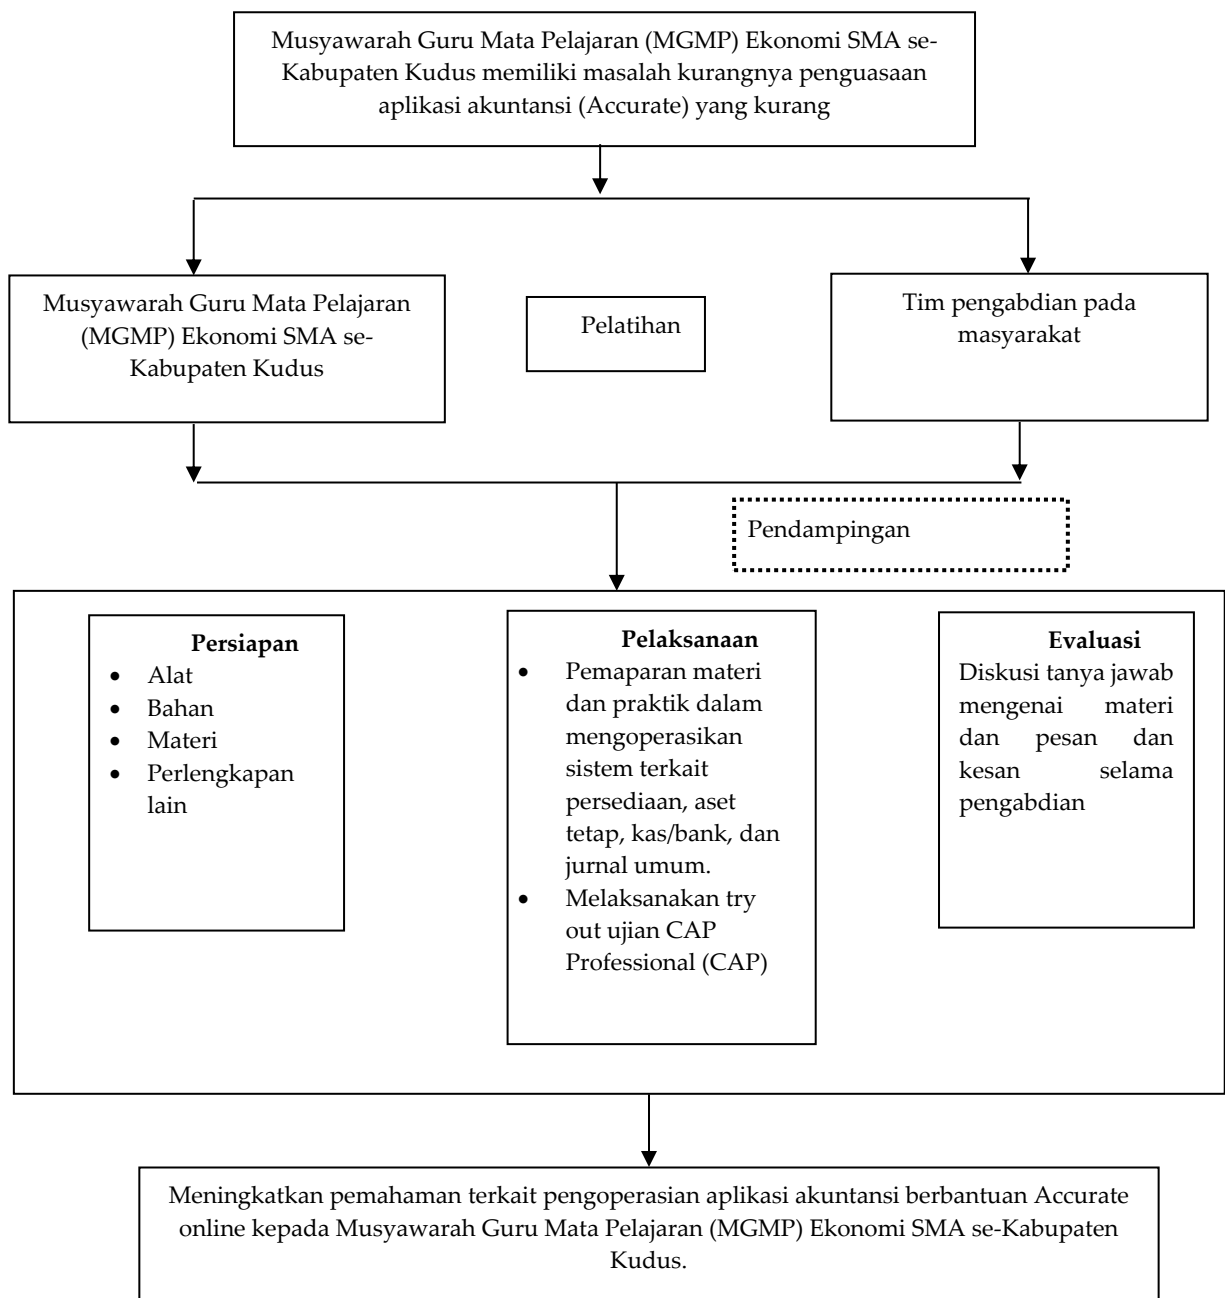 Musyawarah Guru Mata Pelajaran (MGMP) Ekonomi SMA se-
Kabupaten Kudus memiliki masalah kurangnya penguasaan
aplikasi akuntansi (Accurate) yang kurang
Musyawarah Guru Mata Pelajaran
(MGMP) Ekonomi SMA se-
Kabupaten Kudus
Pelatihan
Tim pengabdian pada
masyarakat
Pendampingan
Persiapan
• Alat
• Bahan
• Materi
• Perlengkapan
lain
Pelaksanaan
• Pemaparan materi
dan praktik dalam
mengoperasikan
sistem terkait
persediaan, aset
tetap, kas/bank, dan
jurnal umum.
• Melaksanakan try
out ujian CAP
Professional (CAP)
Evaluasi
Diskusi tanya jawab
mengenai materi
dan pesan dan
kesan selama
pengabdian
Meningkatkan pemahaman terkait pengoperasian aplikasi akuntansi berbantuan Accurate
online kepada Musyawarah Guru Mata Pelajaran (MGMP) Ekonomi SMA se-Kabupaten
Kudus.